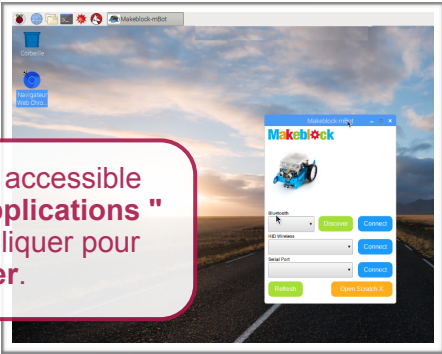 Makeblock-mBot
Corbeille
Navigateur
Web Chro...
Makeblock-mBot
Makeblock
accessible
pplications "
liquer pour
er.
Bluetooth
Discover
Connect
HID Wireless
Connect
Serial Port
Connect
Refresh
Open Scratch X